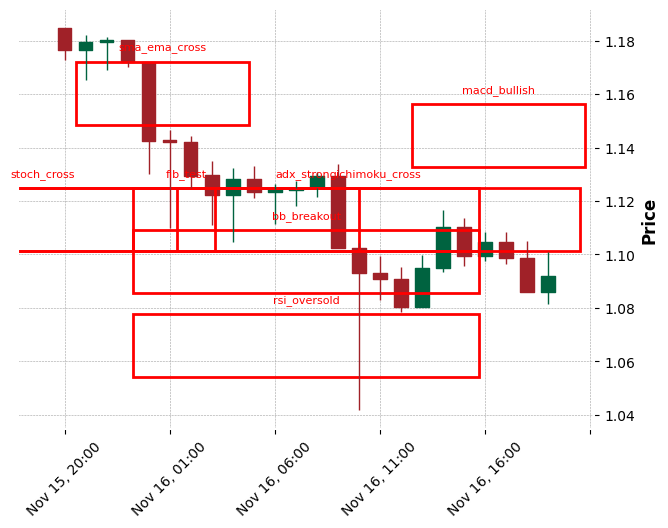 1.18
sma_ema_cross
1.16
macd_bullish
1.14
stoch_cross
adx_strong
ichimoku_cross
1.12
bb_breakout
Price
1.10
1.08
rsi_oversold
1.06
1.04
Nov 15, 20:00
Nov 16, 01:00
Nov 16, 06:00
Nov 16, 11:00
Nov 16, 16:00